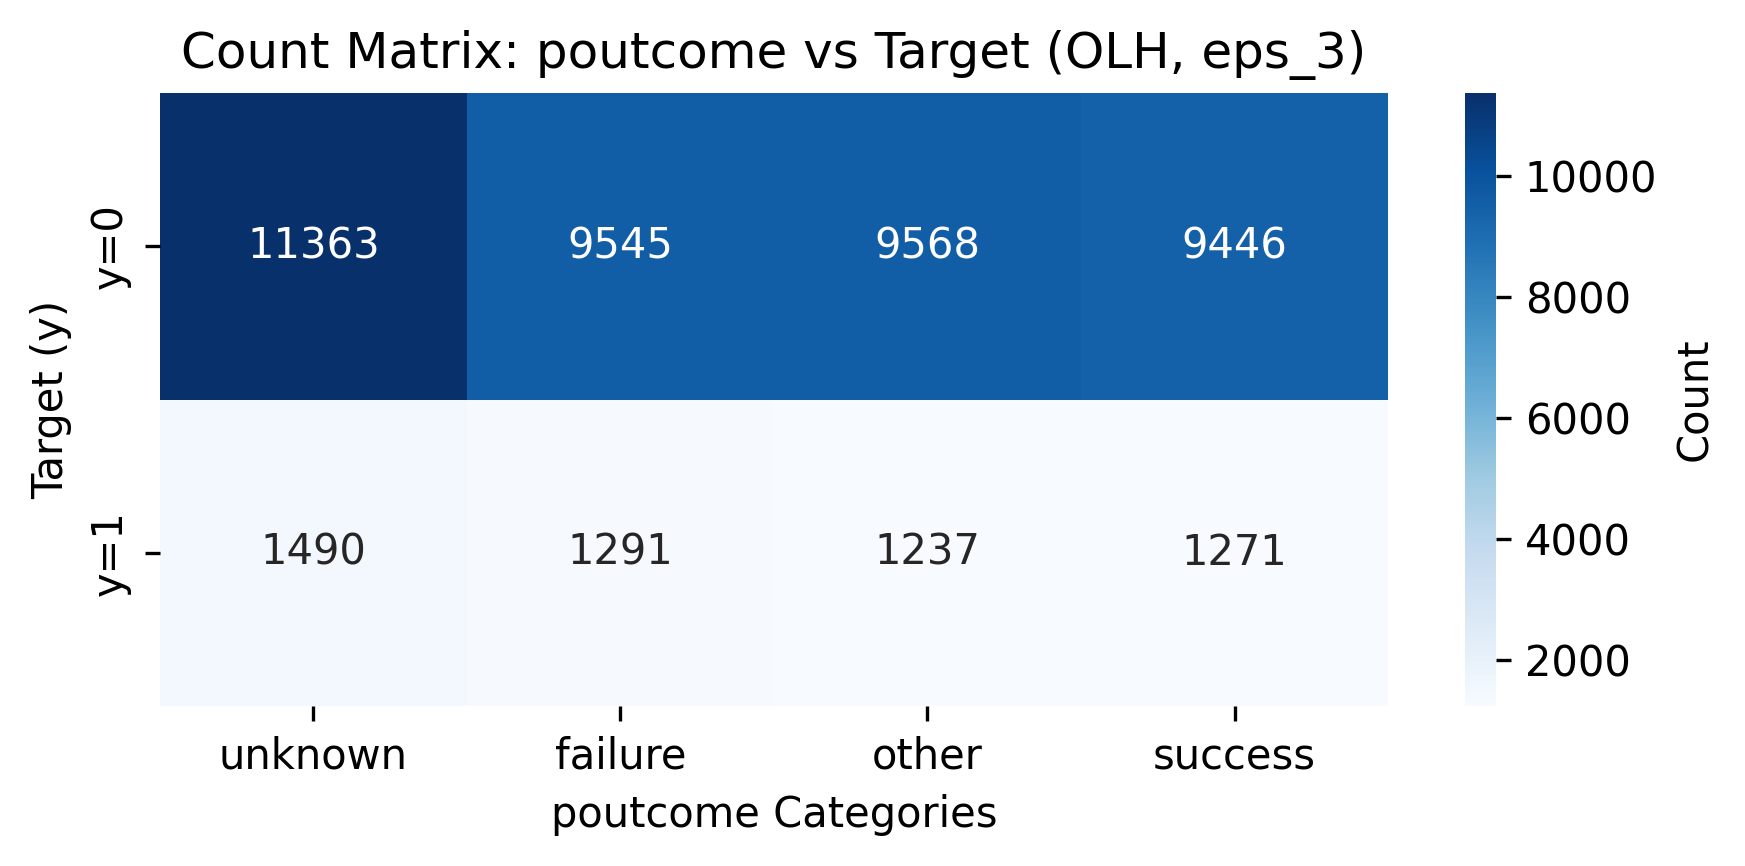 Count Matrix: poutcome vs Target (OLH, eps_3)
Target (y)
y=0
11363 9545 9568 9446
y=1
1490 1291 1237 1271
unknown failure other success
poutcome Categories
10000
8000
6000
4000
2000
Count